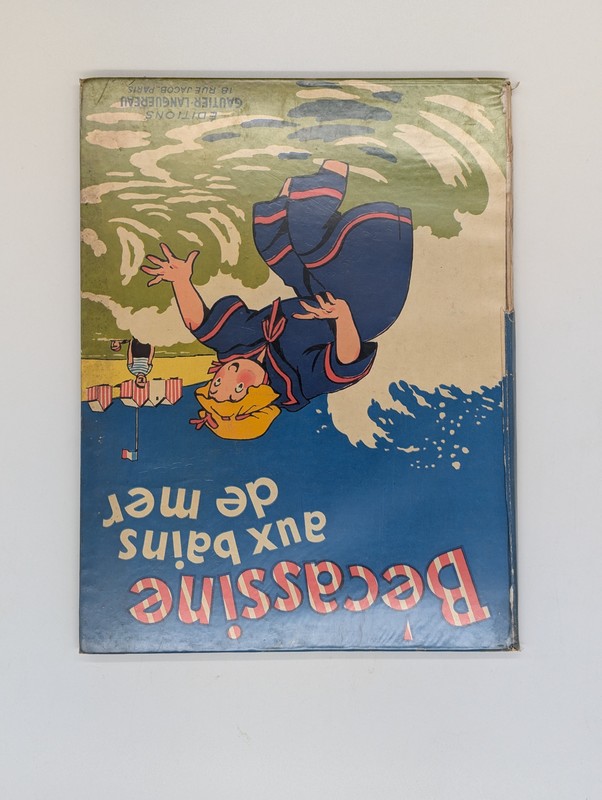 Bécassine
aux bains
de mer
ÉDITIONS
GAUTIER-LANGUEREAU
18, RUE JACOB, PARIS